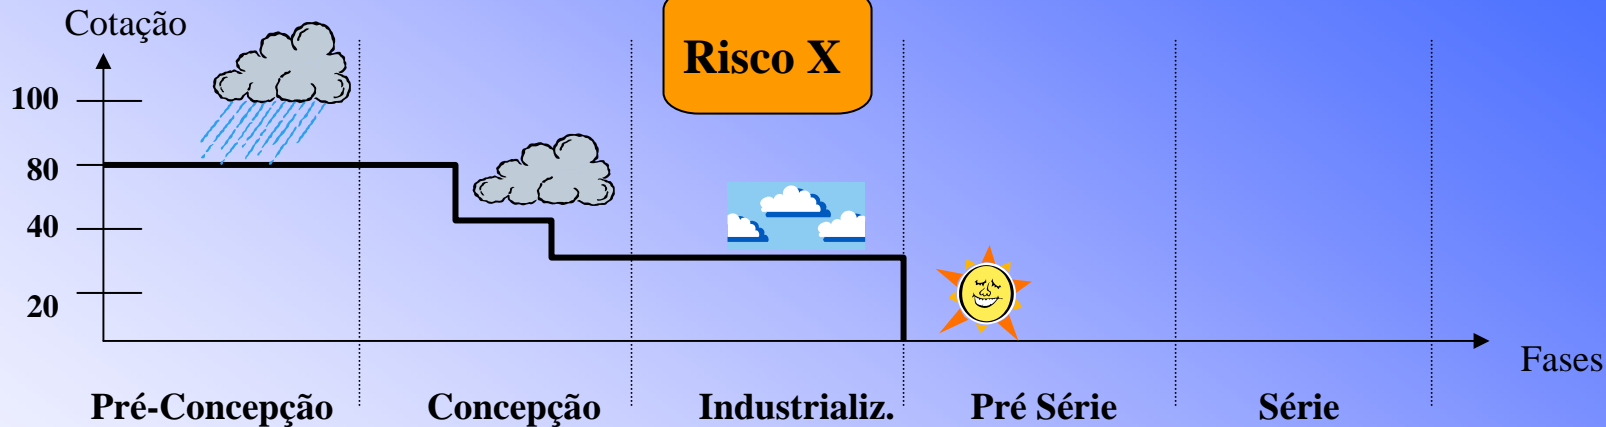 Cotação
Risco X
100
80
40
20
Fases
Pré-Concepção
Concepção
Industrializ.
Pré Série
Série